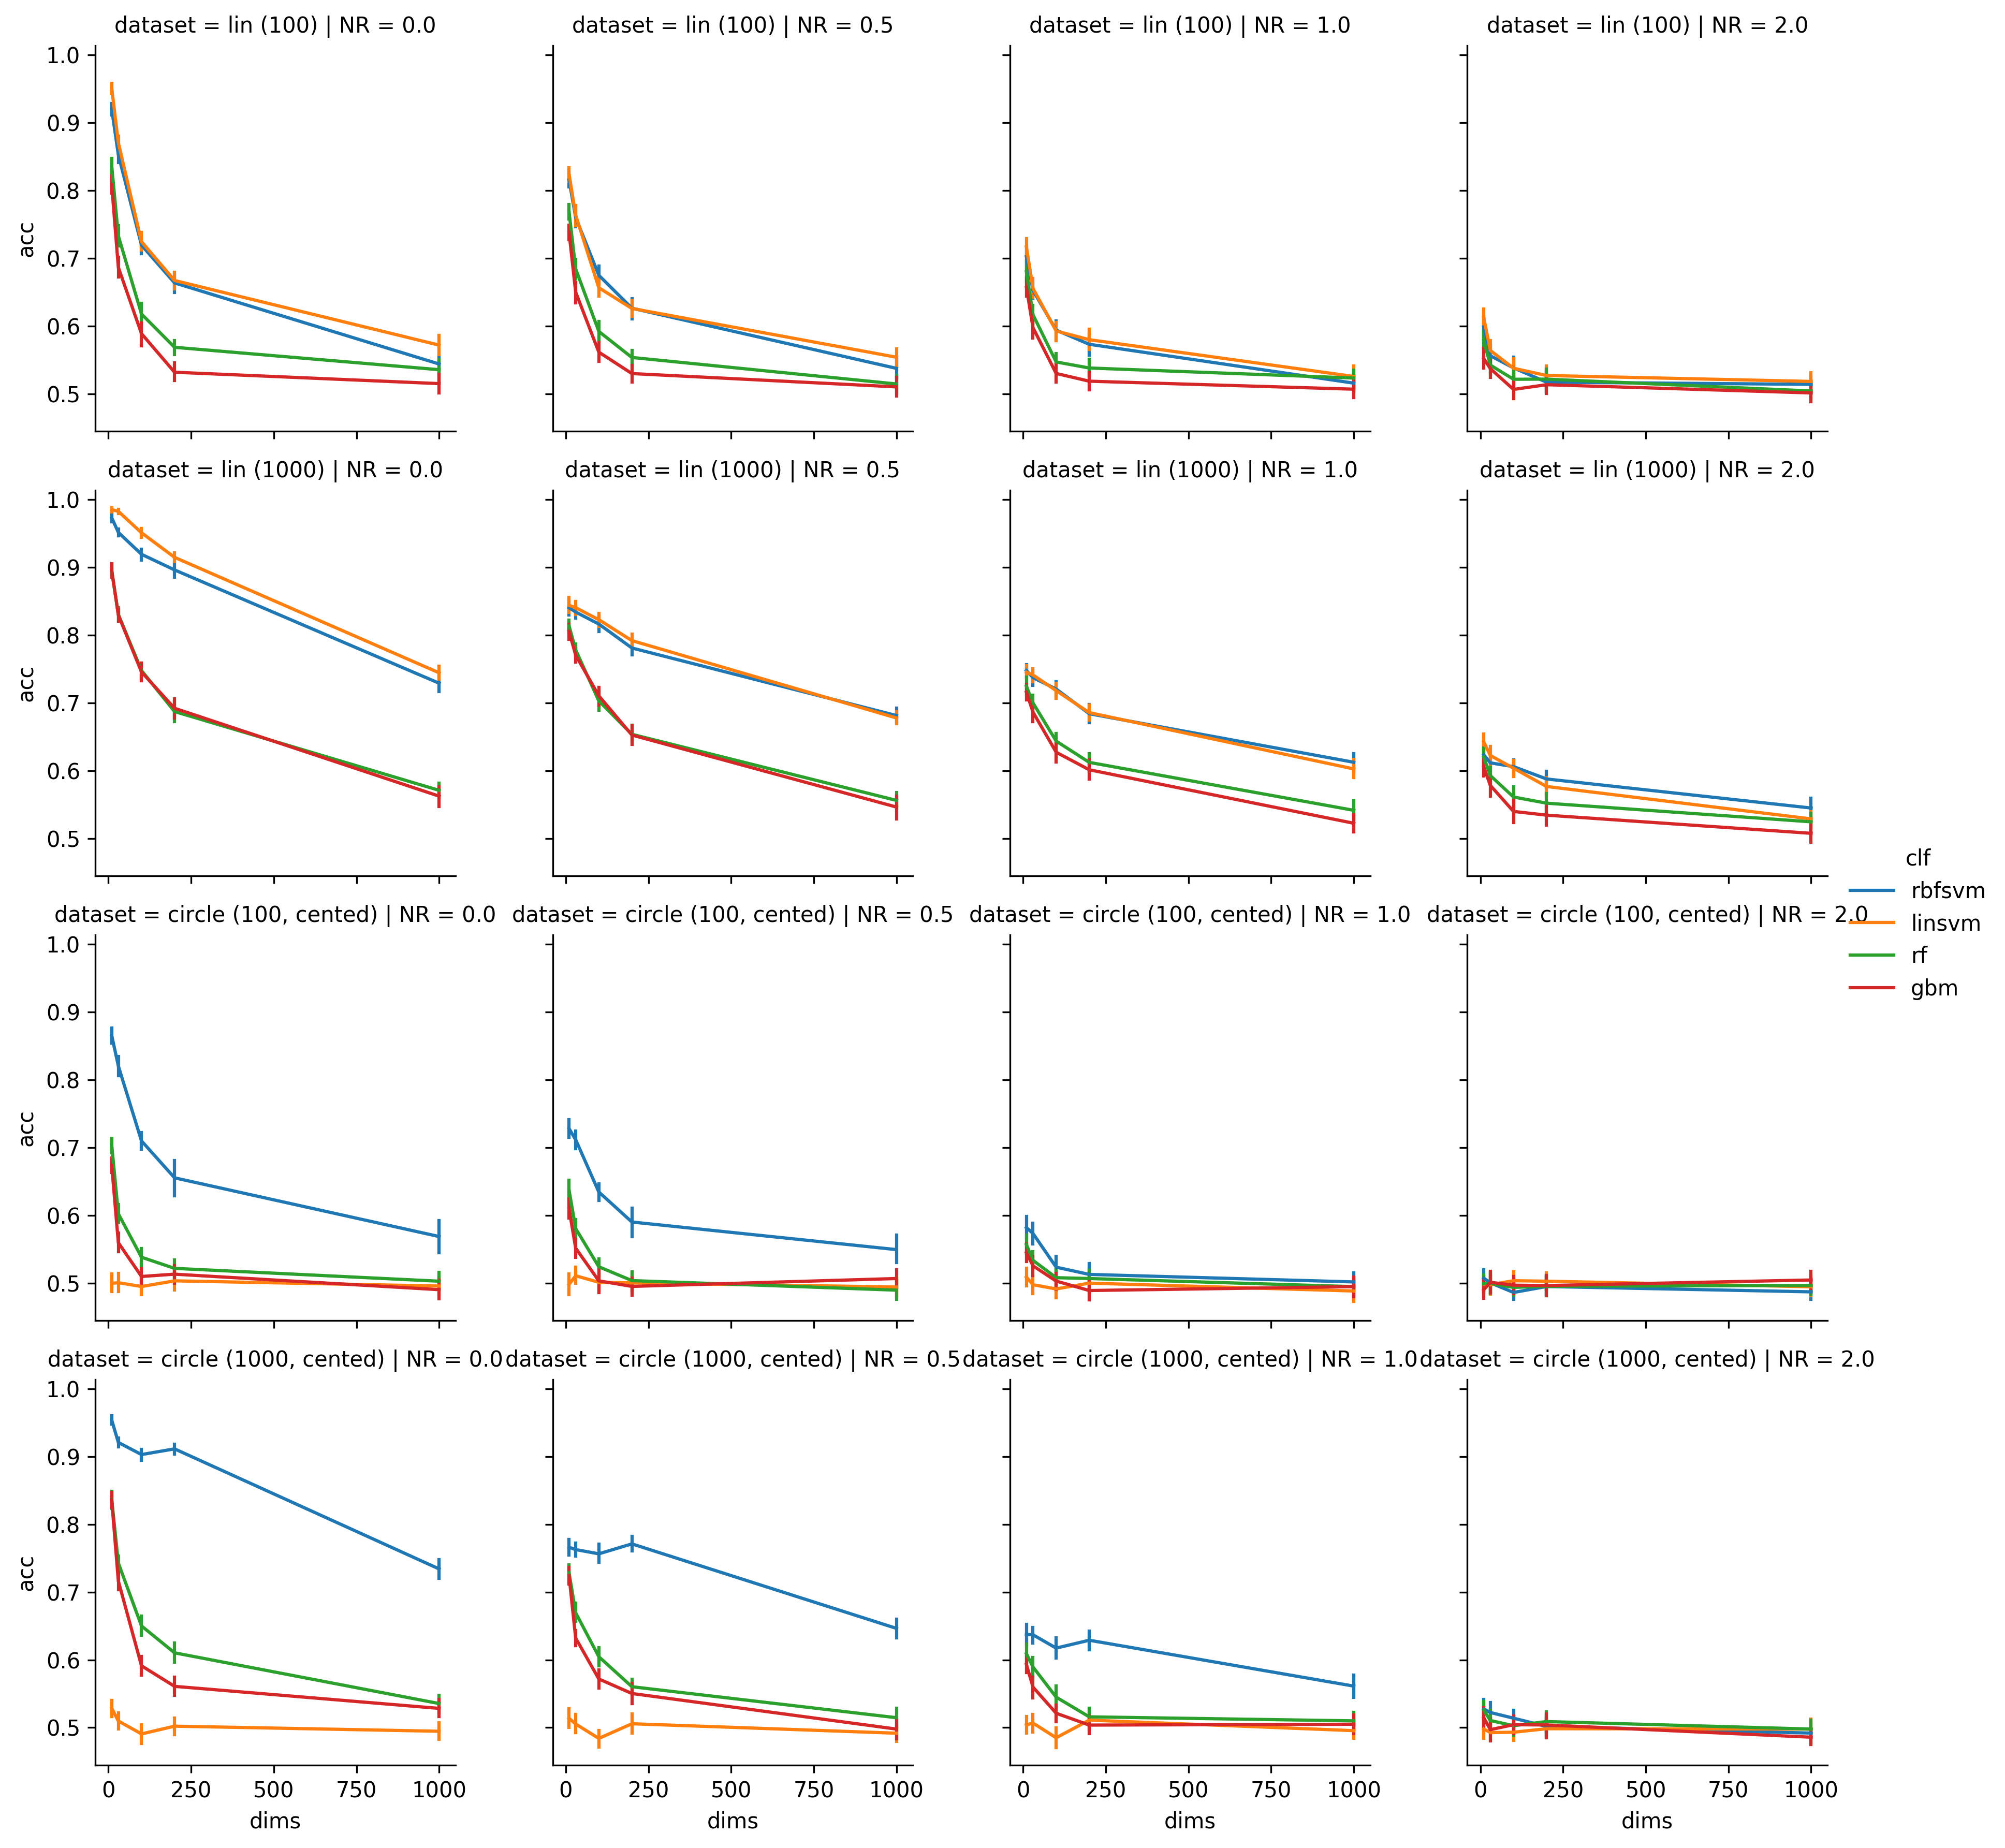 dataset = lin (100) | NR = 0.0
dataset = lin (100) | NR = 0.5
dataset = lin (100) | NR = 1.0
dataset = lin (100) | NR = 2.0
1.0
0.9
0.8
0.7
0.6
0.5
acc
dataset = lin (1000) | NR = 0.0
dataset = lin (1000) | NR = 0.5
dataset = lin (1000) | NR = 1.0
dataset = lin (1000) | NR = 2.0
1.0
0.9
0.8
0.7
0.6
0.5
acc
clf
rbfsvm
linsvm
rf
gbm
dataset = circle (100, cented) | NR = 0.0
dataset = circle (100, cented) | NR = 0.5
dataset = circle (100, cented) | NR = 1.0
dataset = circle (100, cented) | NR = 2.0
1.0
0.9
0.8
0.7
0.6
0.5
acc
dataset = circle (1000, cented) | NR = 0.0
dataset = circle (1000, cented) | NR = 0.5
dataset = circle (1000, cented) | NR = 1.0
dataset = circle (1000, cented) | NR = 2.0
1.0
0.9
0.8
0.7
0.6
0.5
acc
0 250 500 750 1000
0 250 500 750 1000
0 250 500 750 1000
0 250 500 750 1000
dims
dims
dims
dims